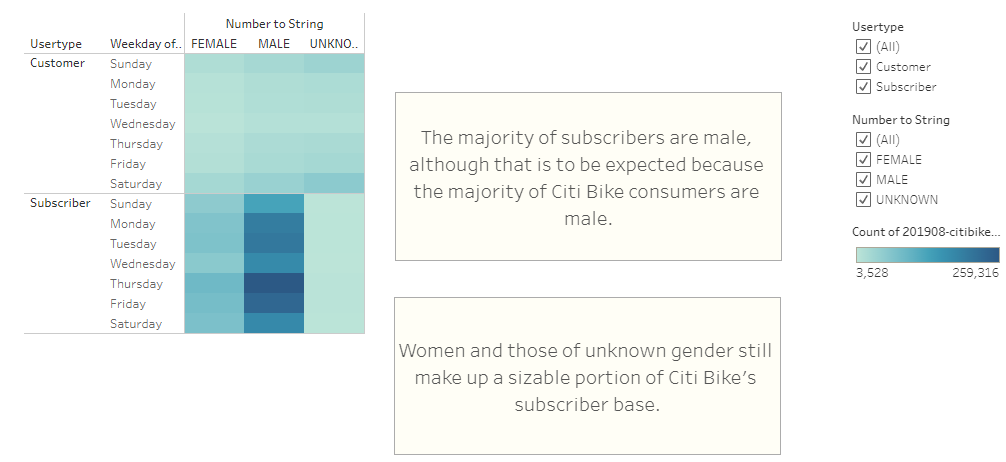 Number to String
Usertype Weekday of.. FEMALE MALE UNKNO..
Customer Sunday
Monday
Tuesday
Wednesday
Thursday
Friday
Saturday
Subscriber Sunday
Monday
Tuesday
Wednesday
Thursday
Friday
Saturday
The majority of subscribers are male,
although that is to be expected because
the majority of Citi Bike consumers are
male.
Women and those of unknown gender still
make up a sizable portion of Citi Bike's
subscriber base.
Usertype
(All)
Customer
Subscriber
Number to String
(All)
FEMALE
MALE
UNKNOWN
Count of 201908-citibike...
3,528 259,316